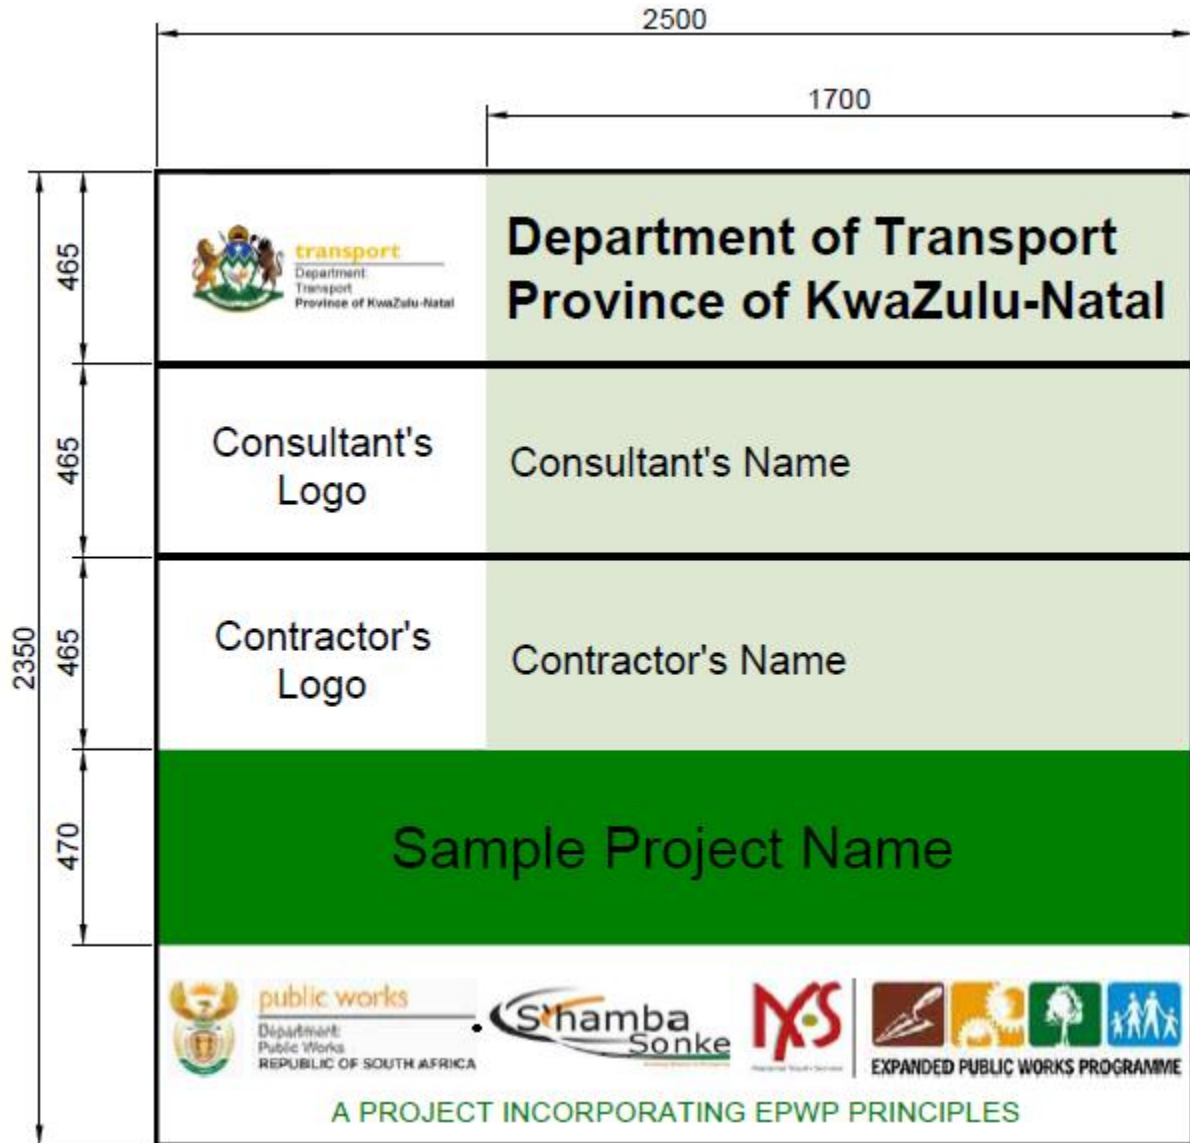 2500
1700
465
transport
Department:
Transport
Province of KwaZulu-Natal
Department of Transport
Province of KwaZulu-Natal
465
Consultant's
Logo
Consultant's Name
2350
465
Contractor's
Logo
Contractor's Name
470
Sample Project Name
public works
Department:
Public Works
REPUBLIC OF SOUTH AFRICA
S'hamba
Sonke
NYS
EXPANDED PUBLIC WORKS PROGRAMME
A PROJECT INCORPORATING EPWP PRINCIPLES